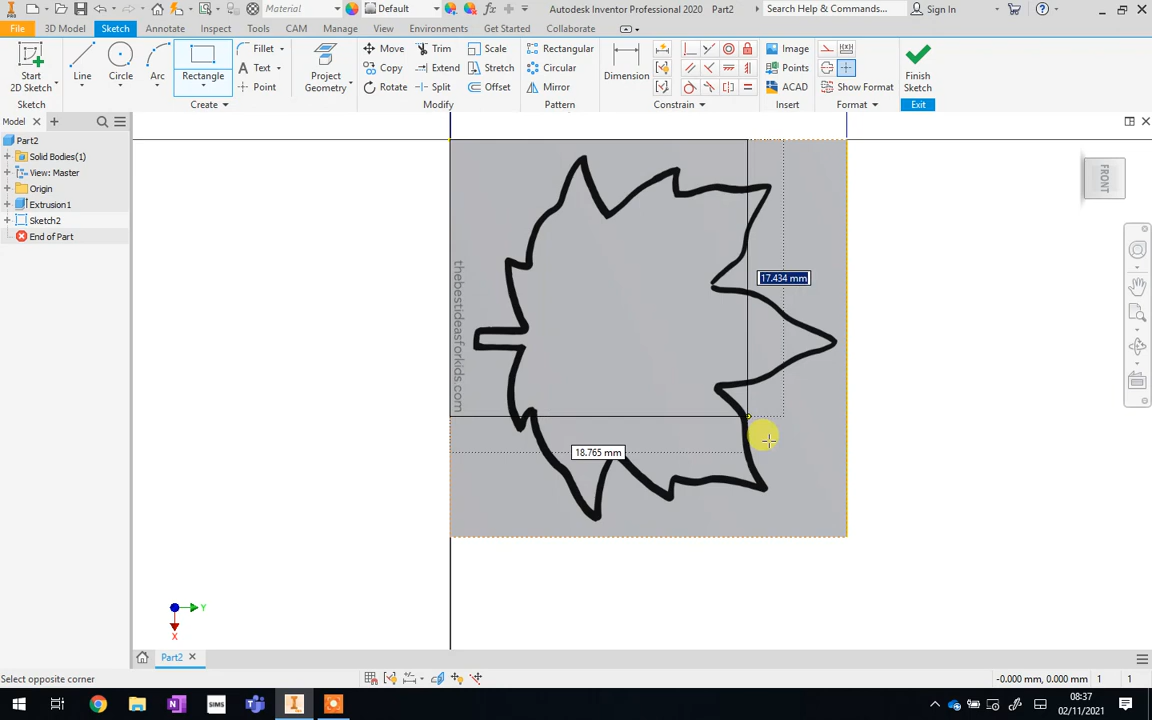 Material
Default
Autodesk Inventor Professional 2020
Part2
Search Help & Commands...
Sign In
PRO
File
3D Model
Sketch
Annotate
Inspect
Tools
CAM
Manage
View
Environments
Get Started
Collaborate
Start
2D Sketch
Line
Circle
Arc
Rectangle
Fillet
Text
Point
Project
Geometry
Move
Copy
Rotate
Trim
Extend
Split
Scale
Stretch
Offset
Rectangular
Circular
Mirror
Dimension
Image
Points
ACAD
Show Format
Finish
Sketch
Sketch
Create
Modify
Pattern
Constrain
Insert
Format
Exit
Model
Part2
Solid Bodies(1)
View: Master
Origin
Extrusion1
Sketch2
End of Part
FRONT
thebestideasforkids.com
17.434 mm
18.765 mm
Y
X
Part2
Select opposite corner
-0.000 mm, 0.000 mm
1
1
SIMS
08:37
02/11/2021